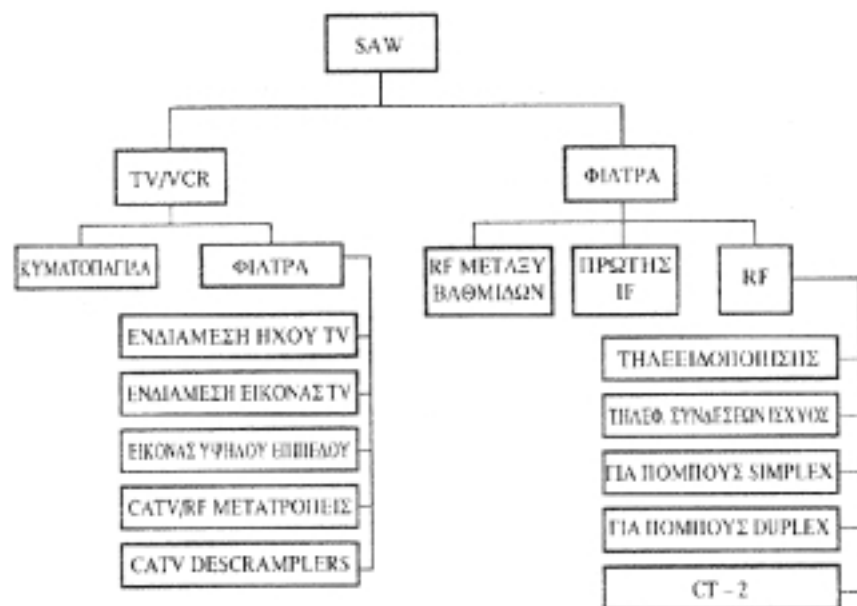 SAW
TV/VCR
ΦΙΛΤΡΑ
ΚΥΜΑΤΟΠΑΓΙΔΑ
ΦΙΛΤΡΑ
RF ΜΕΤΑΞΥ
ΒΑΘΜΙΔΩΝ
ΠΡΩΤΗΣ
IF
RF
ΕΝΔΙΑΜΕΣΗ ΗΧΟΥ TV
ΕΝΔΙΑΜΕΣΗ ΕΙΚΟΝΑΣ TV
ΕΙΚΟΝΑΣ ΥΨΗΛΟΥ ΕΠΙΠΕΔΟΥ
CATV/RF ΜΕΤΑΤΡΟΠΕΙΣ
CATV DESCRAMPLERS
ΤΗΛΕΕΙΔΟΠΟΙΗΣΗΣ
ΤΗΛΕΦ. ΣΥΝΔΕΣΕΩΝ ΙΣΧΥΟΣ
ΓΙΑ ΠΟΜΠΟΥΣ SIMPLEX
ΓΙΑ ΠΟΜΠΟΥΣ DUPLEX
CT – 2